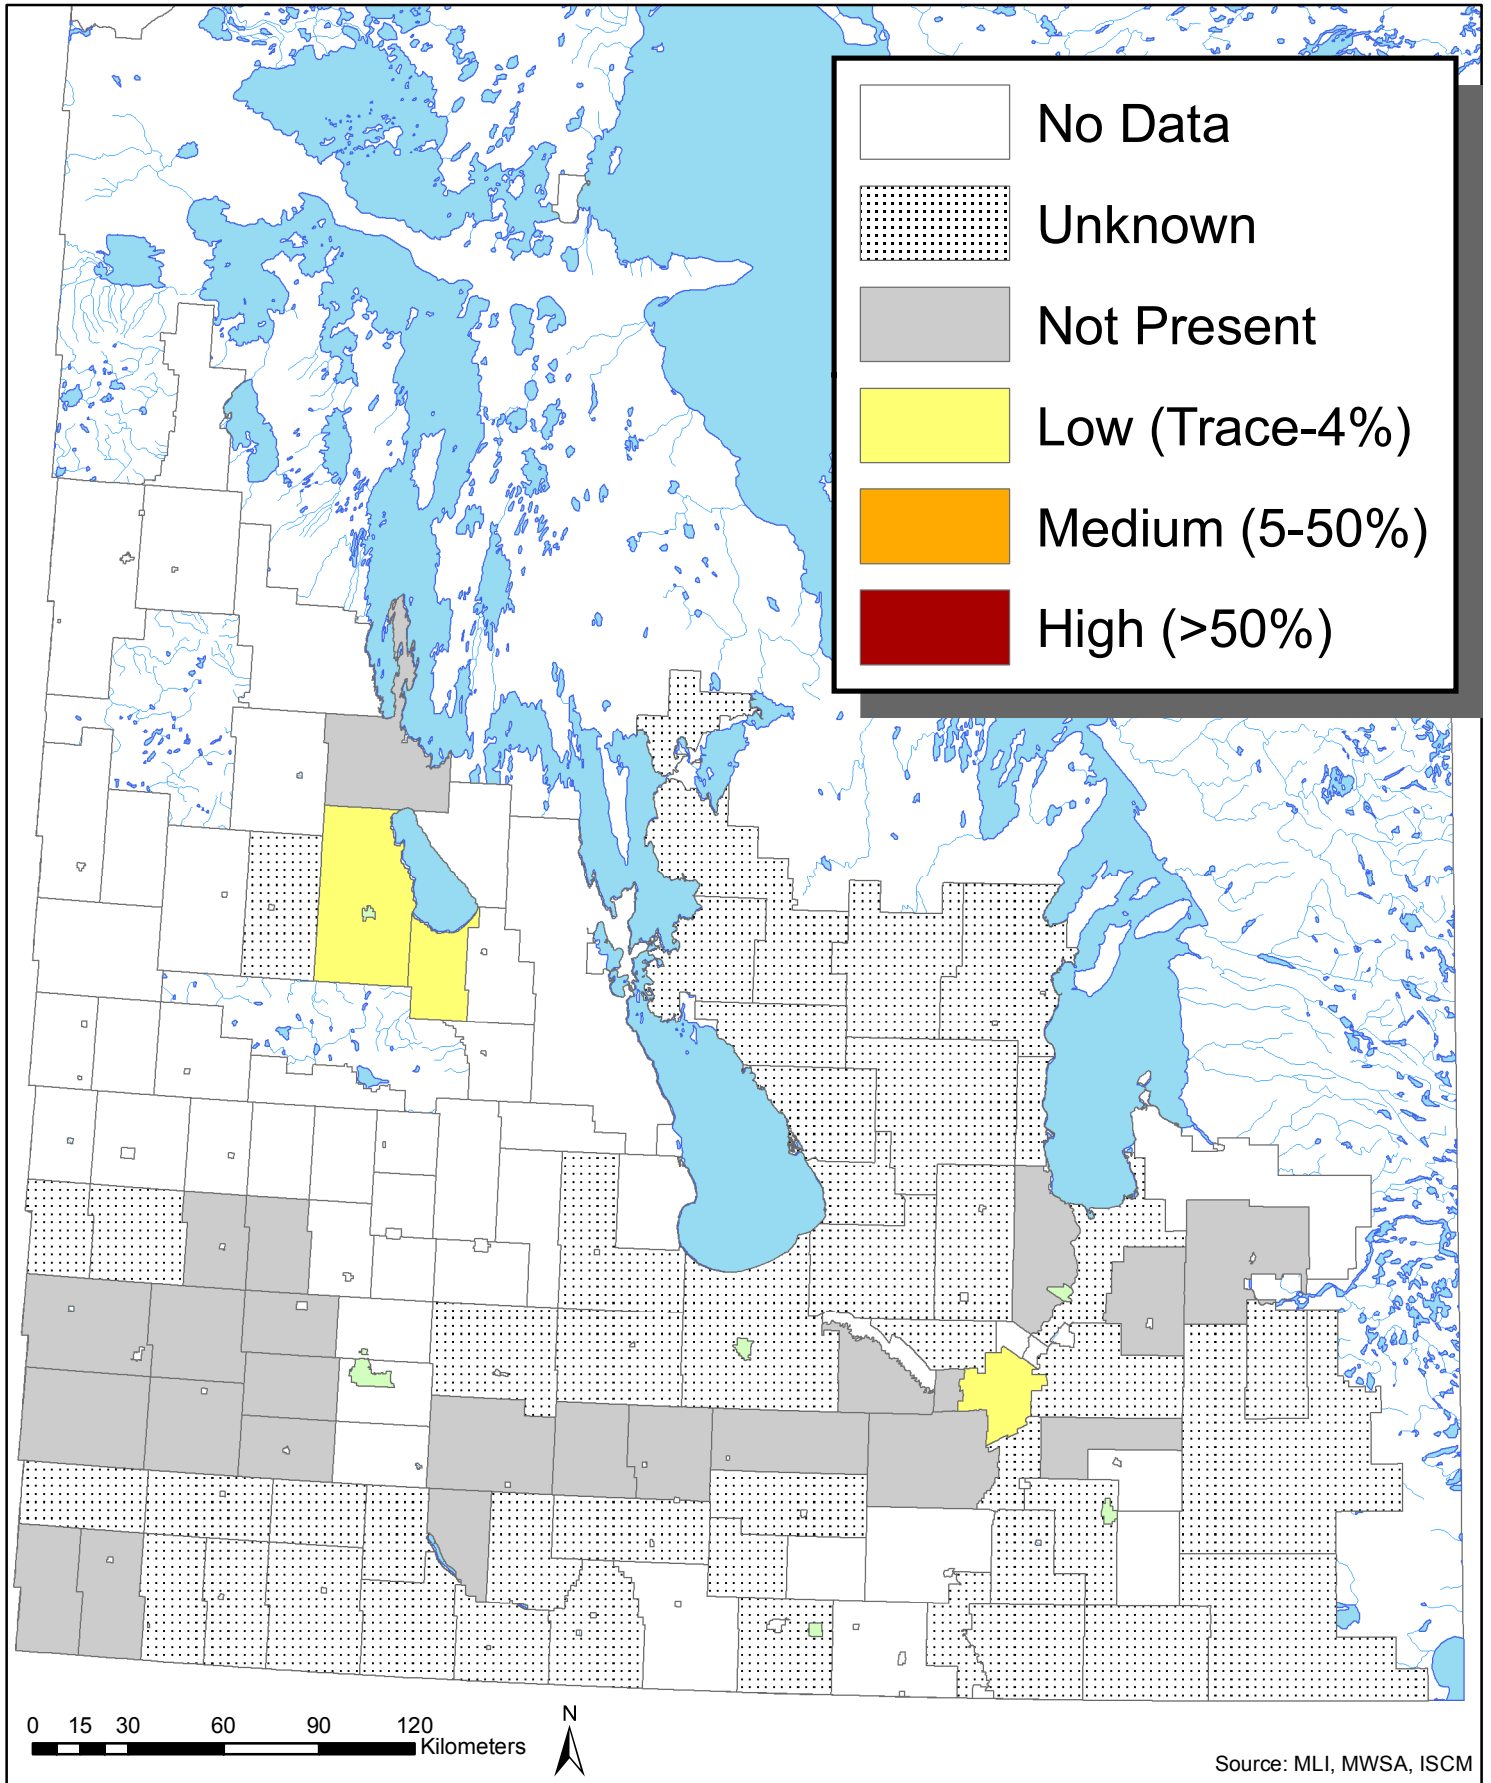 No Data
Unknown
Not Present
Low (Trace-4%)
Medium (5-50%)
High (>50%)
0 15 30 60 90 120
Kilometers
N
Source: MLI, MWSA, ISCM